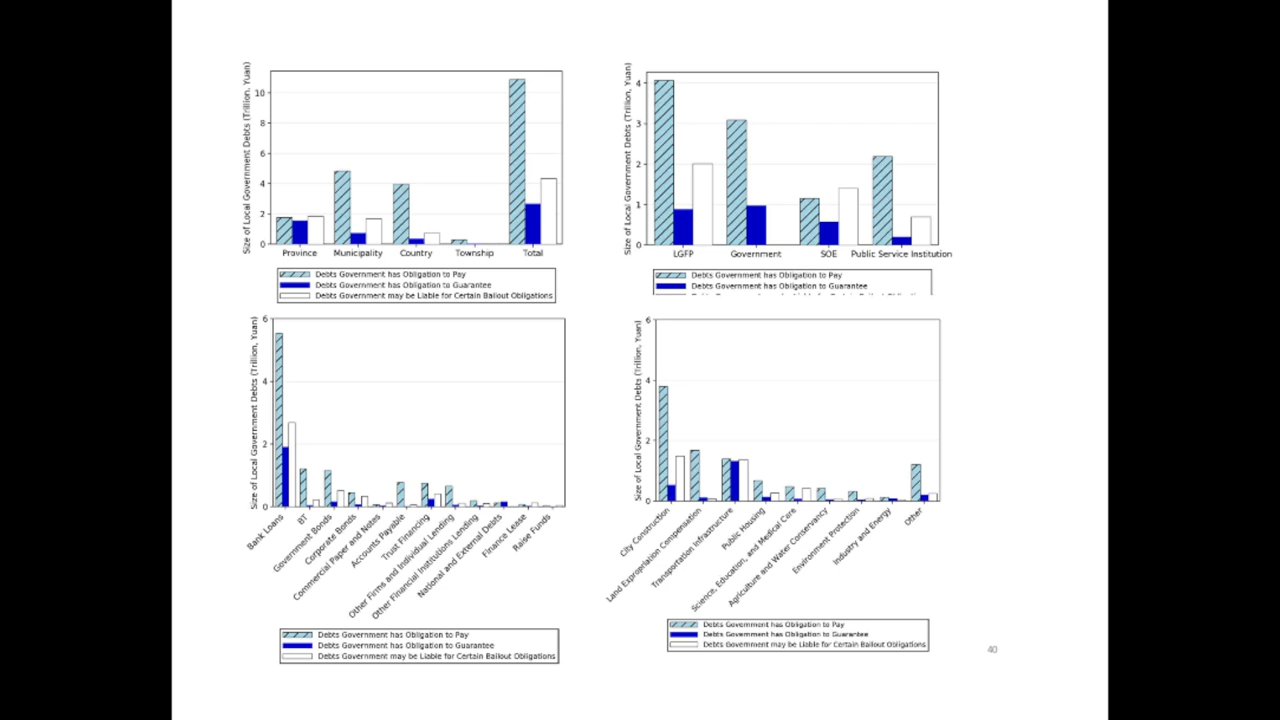 Size of Local Government Debts (Trillion, Yuan)
10
8
6
4
2
0
Province Municipality Country Township Total
Debts Government has Obligation to Pay
Debts Government has Obligation to Guarantee
Debts Government may be Liable for Certain Bailout Obligations
Size of Local Government Debts (Trillion, Yuan)
4
3
2
1
0
LGFP Government SOE Public Service Institution
Debts Government has Obligation to Pay
Debts Government has Obligation to Guarantee
Size of Local Government Debts (Trillion, Yuan)
6
4
2
0
Bank Loans
BT
Government Bonds
Corporate Bonds
Commercial Paper and Notes
Accounts Payable
Trust Financing
Other Firms and Individual Lending
Other Financial Institutions Lending
National and External Debts
Finance Lease
Raise Funds
Debts Government has Obligation to Pay
Debts Government has Obligation to Guarantee
Debts Government may be Liable for Certain Bailout Obligations
Size of Local Government Debts (Trillion, Yuan)
6
4
2
0
City Construction
Land Expropriation Compensation
Transportation Infrastructure
Public Housing
Science, Education, and Medical Care
Agriculture and Water Conservancy
Environment Protection
Industry and Energy
Other
Debts Government has Obligation to Pay
Debts Government has Obligation to Guarantee
Debts Government may be Liable for Certain Bailout Obligations
40